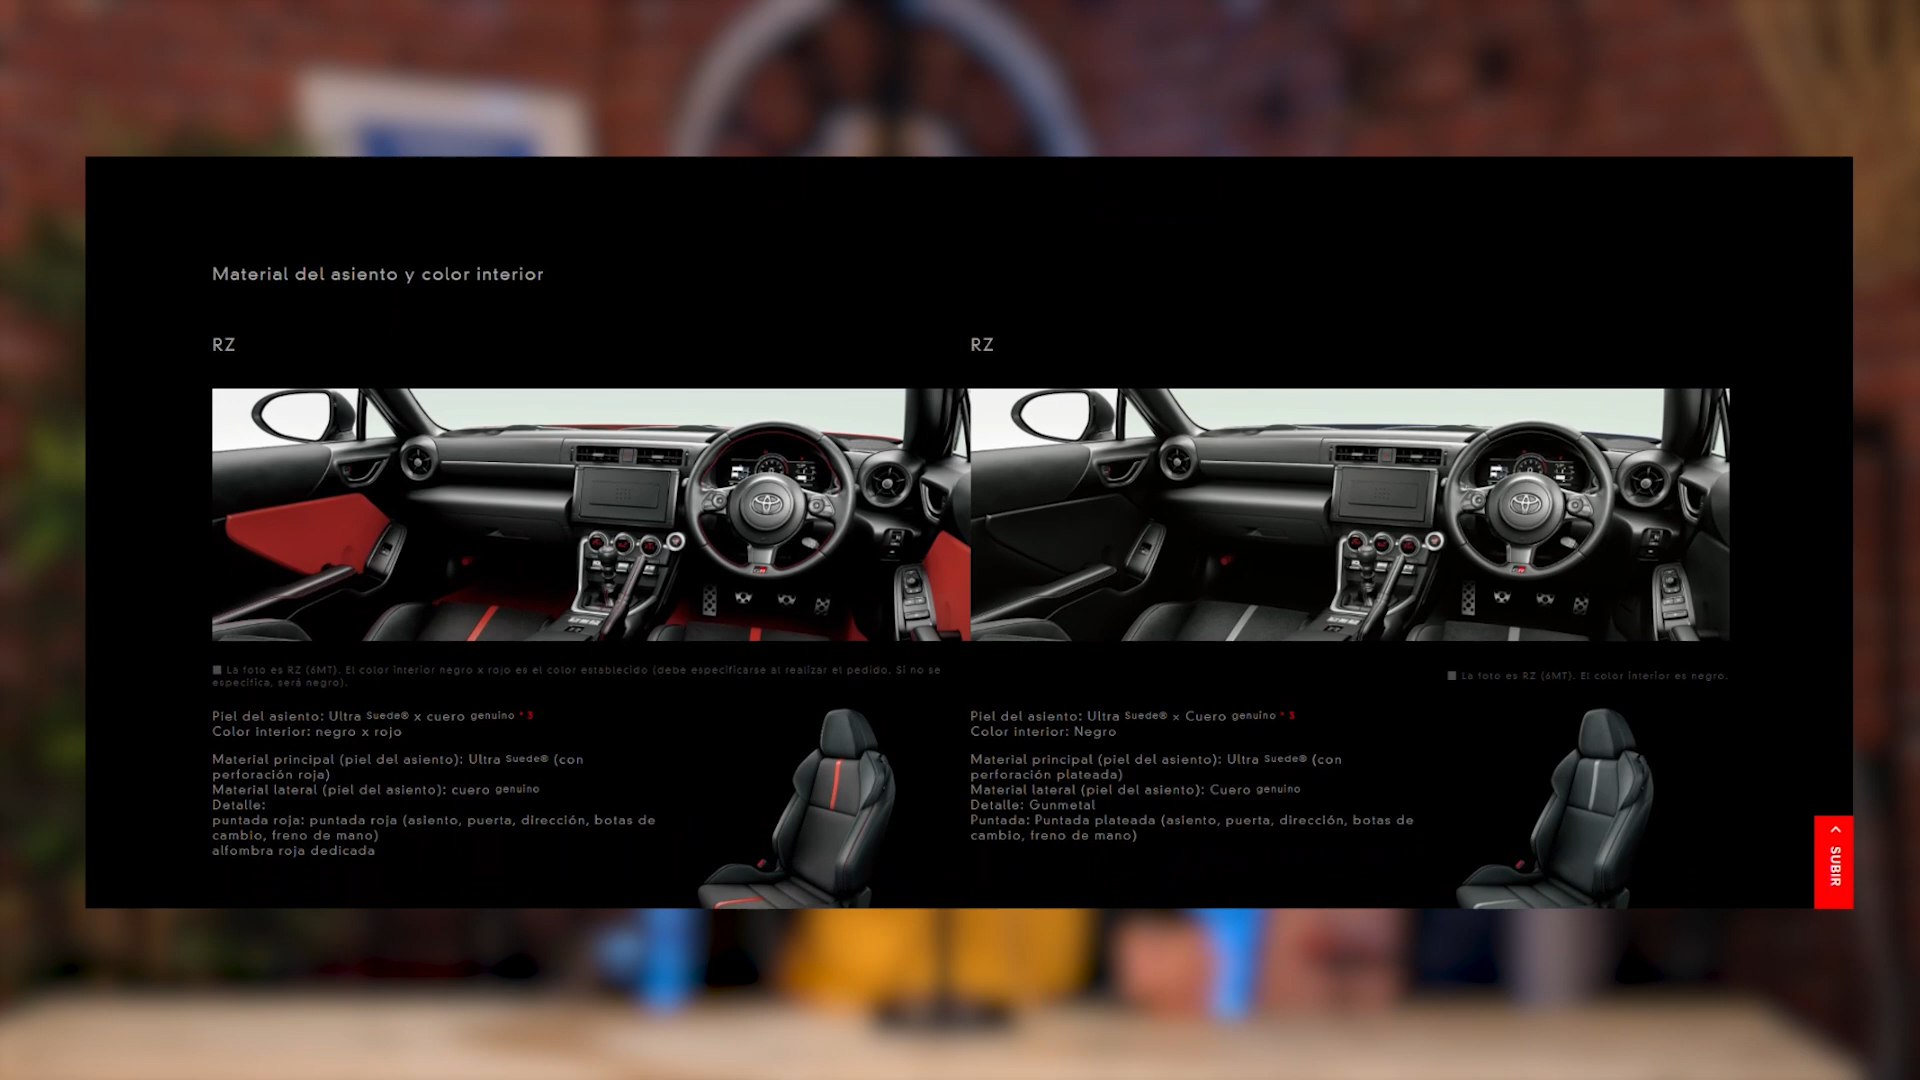 Material del asiento y color interior
RZ
■ La foto es RZ (6MT). El color interior negro x rojo es el color establecido (debe especificarse al realizar el pedido. Si no se
especifica, será negro).
Piel del asiento: Ultra Suede® x cuero genuino * 3
Color interior: negro x rojo
Material principal (piel del asiento): Ultra Suede® (con
perforación roja)
Material lateral (piel del asiento): cuero genuino
Detalle:
puntada roja: puntada roja (asiento, puerta, dirección, botas de
cambio, freno de mano)
alfombra roja dedicada
RZ
■ La foto es RZ (6MT). El color interior es negro.
Piel del asiento: Ultra Suede® × Cuero genuino * 3
Color interior: Negro
Material principal (piel del asiento): Ultra Suede® (con
perforación plateada)
Material lateral (piel del asiento): Cuero genuino
Detalle: Gunmetal
Puntada: Puntada plateada (asiento, puerta, dirección, botas de
cambio, freno de mano)
SUBIR